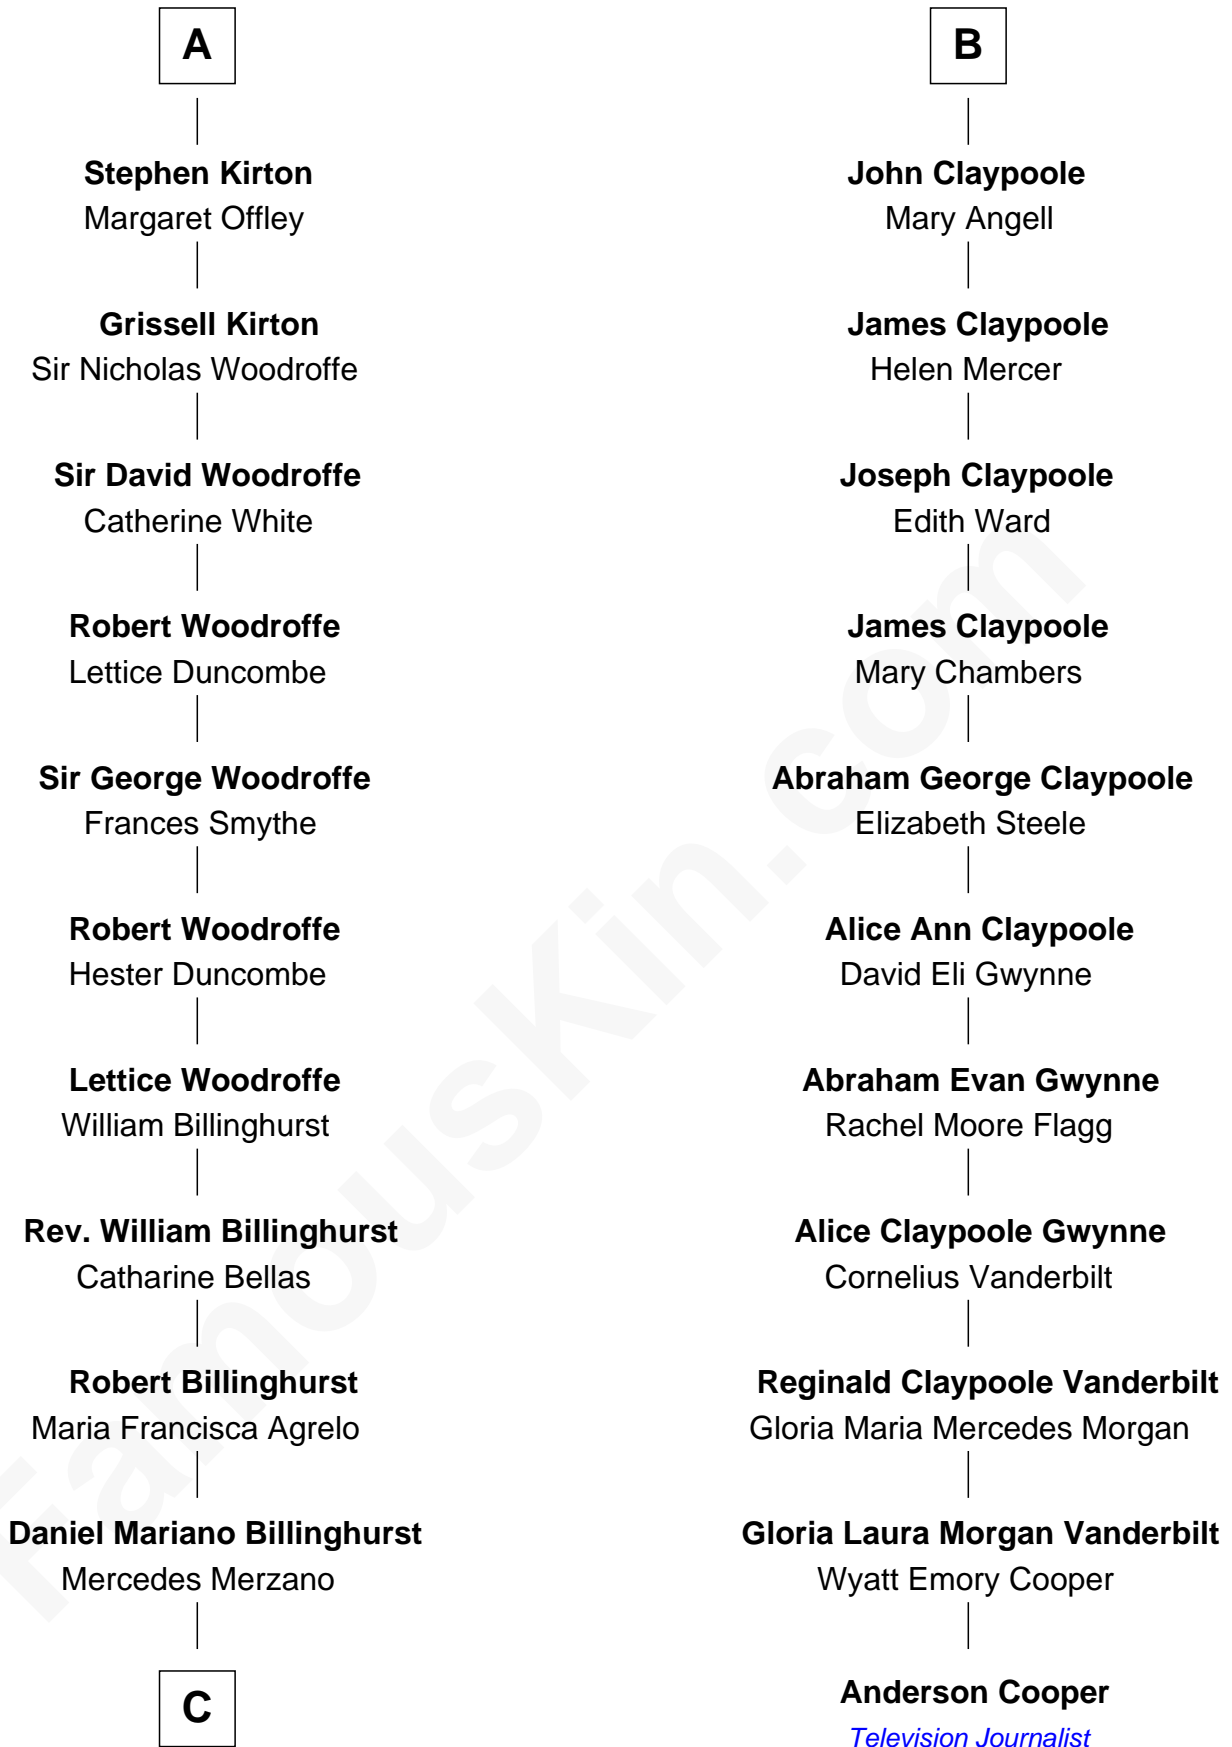 A
Stephen Kirton
Margaret Offley
Grissell Kirton
Sir Nicholas Woodroffe
Sir David Woodroffe
Catherine White
Robert Woodroffe
Lettice Duncombe
Sir George Woodroffe
Frances Smythe
Robert Woodroffe
Hester Duncombe
Lettice Woodroffe
William Billinghurst
Rev. William Billinghurst
Catharine Bellas
Robert Billinghurst
Maria Francisca Agrelo
Daniel Mariano Billinghurst
Mercedes Merzano
C
B
John Claypoole
Mary Angell
James Claypoole
Helen Mercer
Joseph Claypoole
Edith Ward
James Claypoole
Mary Chambers
Abraham George Claypoole
Elizabeth Steele
Alice Ann Claypoole
David Eli Gwynne
Abraham Evan Gwynne
Rachel Moore Flagg
Alice Claypoole Gwynne
Cornelius Vanderbilt
Reginald Claypoole Vanderbilt
Gloria Maria Mercedes Morgan
Gloria Laura Morgan Vanderbilt
Wyatt Emory Cooper
Anderson Cooper
Television Journalist
FamousKin.com